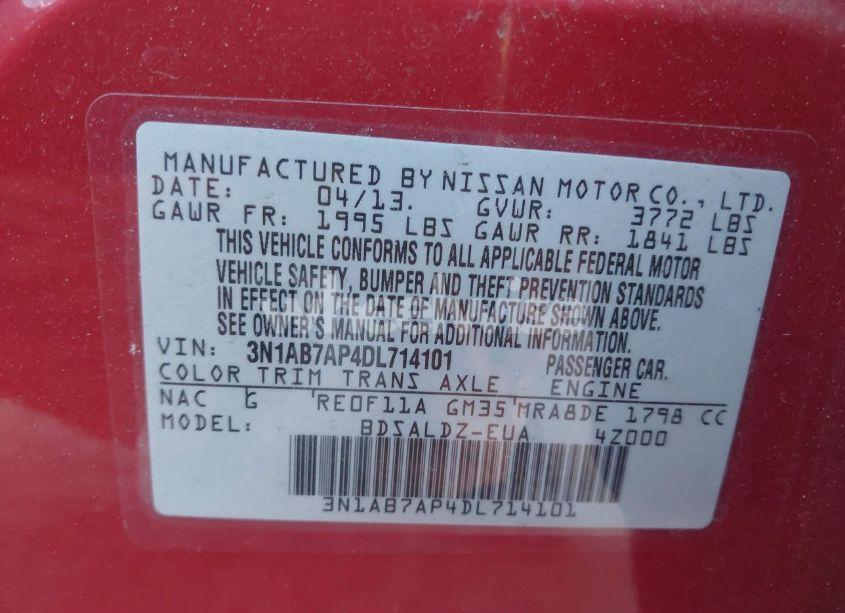 MANUFACTURED BY NISSAN MOTOR CO., LTD.
DATE: 04/13. GVWR: 3772 LBS
GAWR FR: 1995 LBS GAWR RR: 1841 LBS
THIS VEHICLE CONFORMS TO ALL APPLICABLE FEDERAL MOTOR
VEHICLE SAFETY, BUMPER AND THEFT PREVENTION STANDARDS
IN EFFECT ON THE DATE OF MANUFACTURE SHOWN ABOVE.
SEE OWNER'S MANUAL FOR ADDITIONAL INFORMATION.
VIN: 3N1AB7AP4DL714101 PASSENGER CAR.
COLOR TRIM TRANS AXLE ENGINE
NAC G RE0F11A GM35 MRA8DE 1798 CC
MODEL: BDSALDZ-EUA 4Z000
3N1AB7AP4DL714101